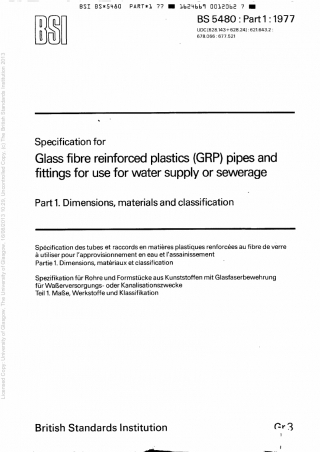 BSI BS*5480 PART*1 77 ■ 1624669 0012062 7 ■
BSI
BS 5480 : Part 1 : 1977
UDC [628.143 + 628.24] : 621.643.2 :
678.066 : 677.521
Specification for
Glass fibre reinforced plastics (GRP) pipes and
fittings for use for water supply or sewerage
Part 1. Dimensions, materials and classification
Spécification des tubes et raccords en matières plastiques renforcées au fibre de verre
à utiliser pour l'approvisionnement en eau et l'assainissement
Partie 1. Dimensions, matériaux et classification
Spezifikation für Rohre und Formstücke aus Kunststoffen mit Glasfaserbewehrung
für Waßerversorgungs- oder Kanalisationszwecke
Teil 1. Maße, Werkstoffe und Klassifikation
British Standards Institution
Gr 3
Licensed Copy: University of Glasgow, The University of Glasgow, Uncontrolled Copy, (c) The British Standards Institution 2013